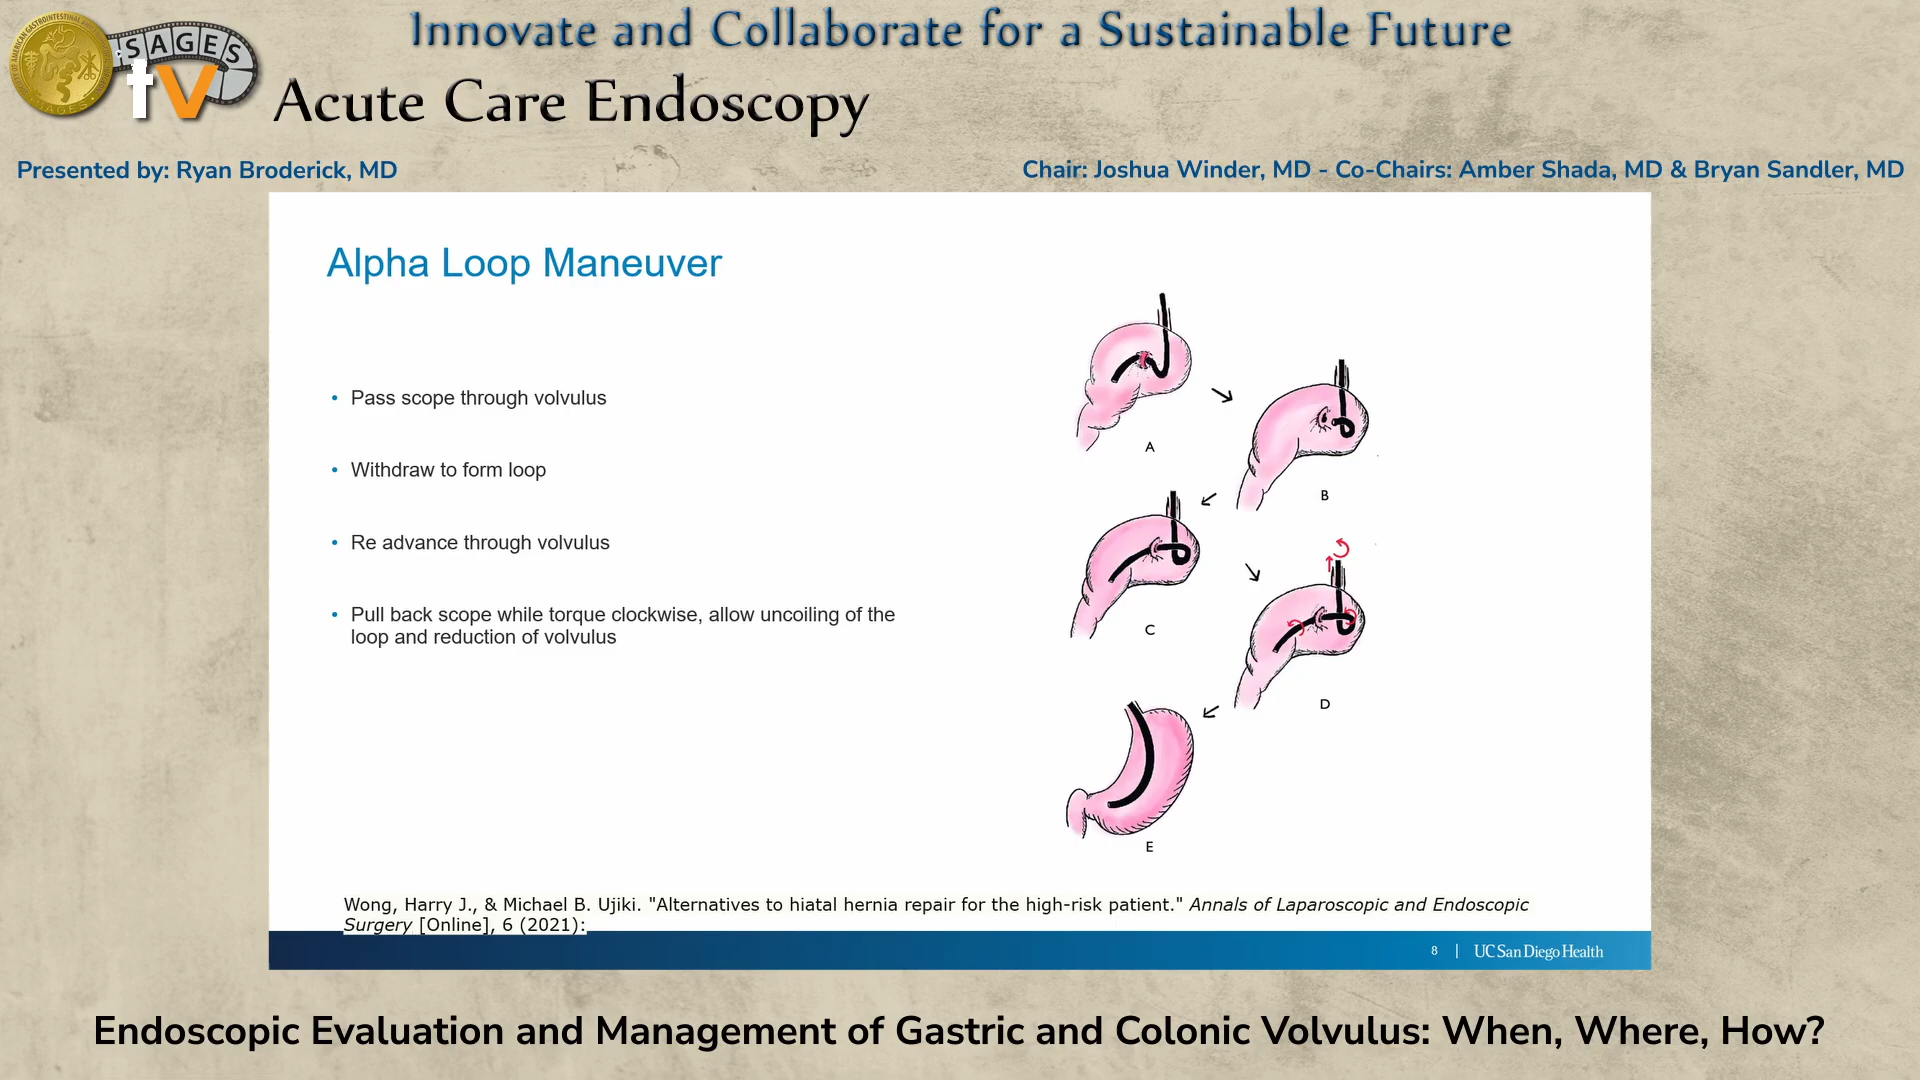 Innovate and Collaborate for a Sustainable Future
SAGES
tv
Acute Care Endoscopy
Presented by: Ryan Broderick, MD
Chair: Joshua Winder, MD - Co-Chairs: Amber Shada, MD & Bryan Sandler, MD
Alpha Loop Maneuver
• Pass scope through volvulus
• Withdraw to form loop
• Re advance through volvulus
• Pull back scope while torque clockwise, allow uncoiling of the
loop and reduction of volvulus
A
B
C
D
E
Wong, Harry J., & Michael B. Ujiki. "Alternatives to hiatal hernia repair for the high-risk patient." Annals of Laparoscopic and Endoscopic
Surgery [Online], 6 (2021):
8 | UC San Diego Health
Endoscopic Evaluation and Management of Gastric and Colonic Volvulus: When, Where, How?